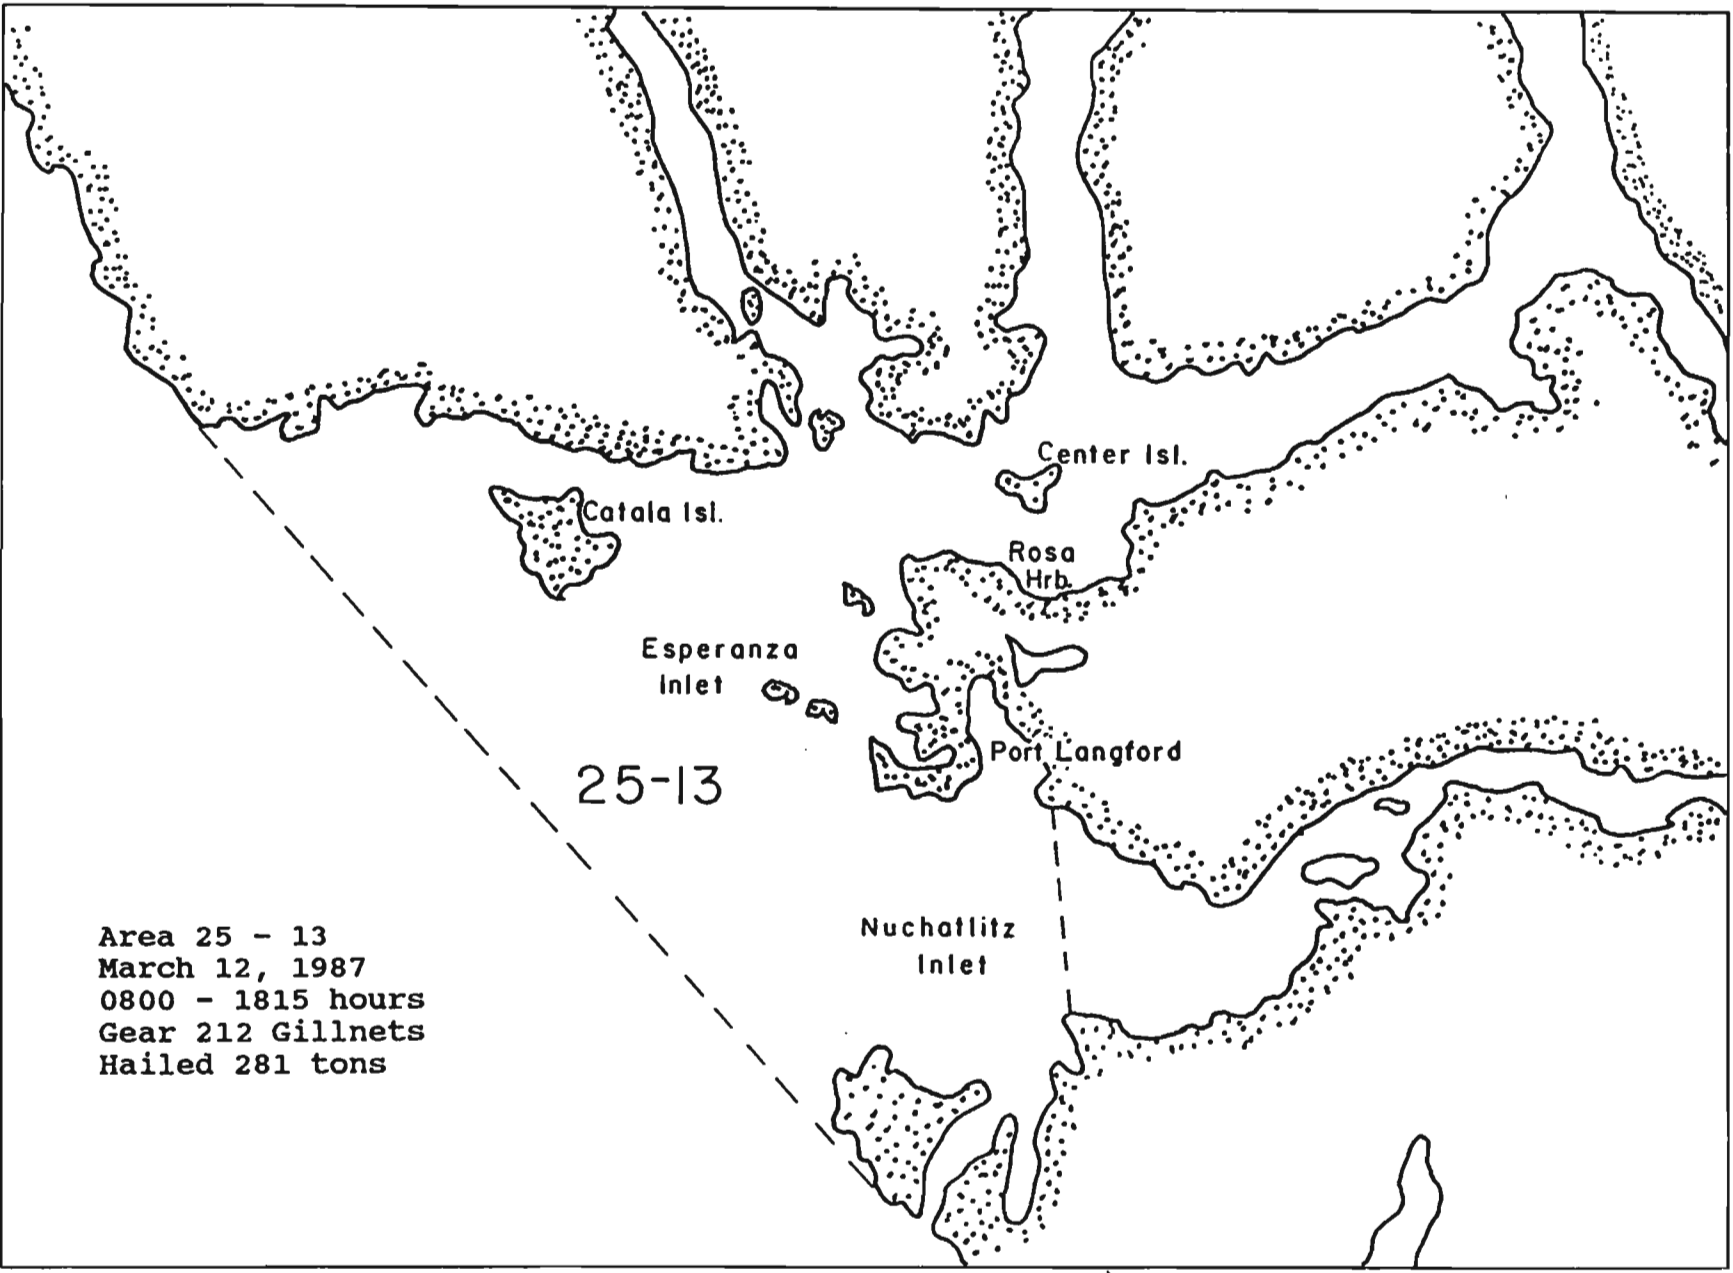 Center Isl.
Catala Isl.
Rosa
Hrb.
Esperanza
Inlet
Port Langford
25-13
Nuchatlitz
Inlet
Area 25 - 13
March 12, 1987
0800 - 1815 hours
Gear 212 Gillnets
Hailed 281 tons